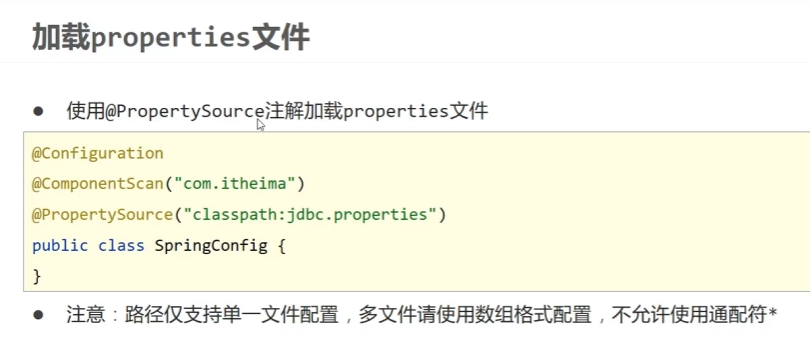 加载properties文件
● 使用@PropertySource注解加载properties文件
@Configuration
@ComponentScan("com.itheima")
@PropertySource("classpath:jdbc.properties")
public class SpringConfig {
}
● 注意：路径仅支持单一文件配置，多文件请使用数组格式配置，不允许使用通配符*